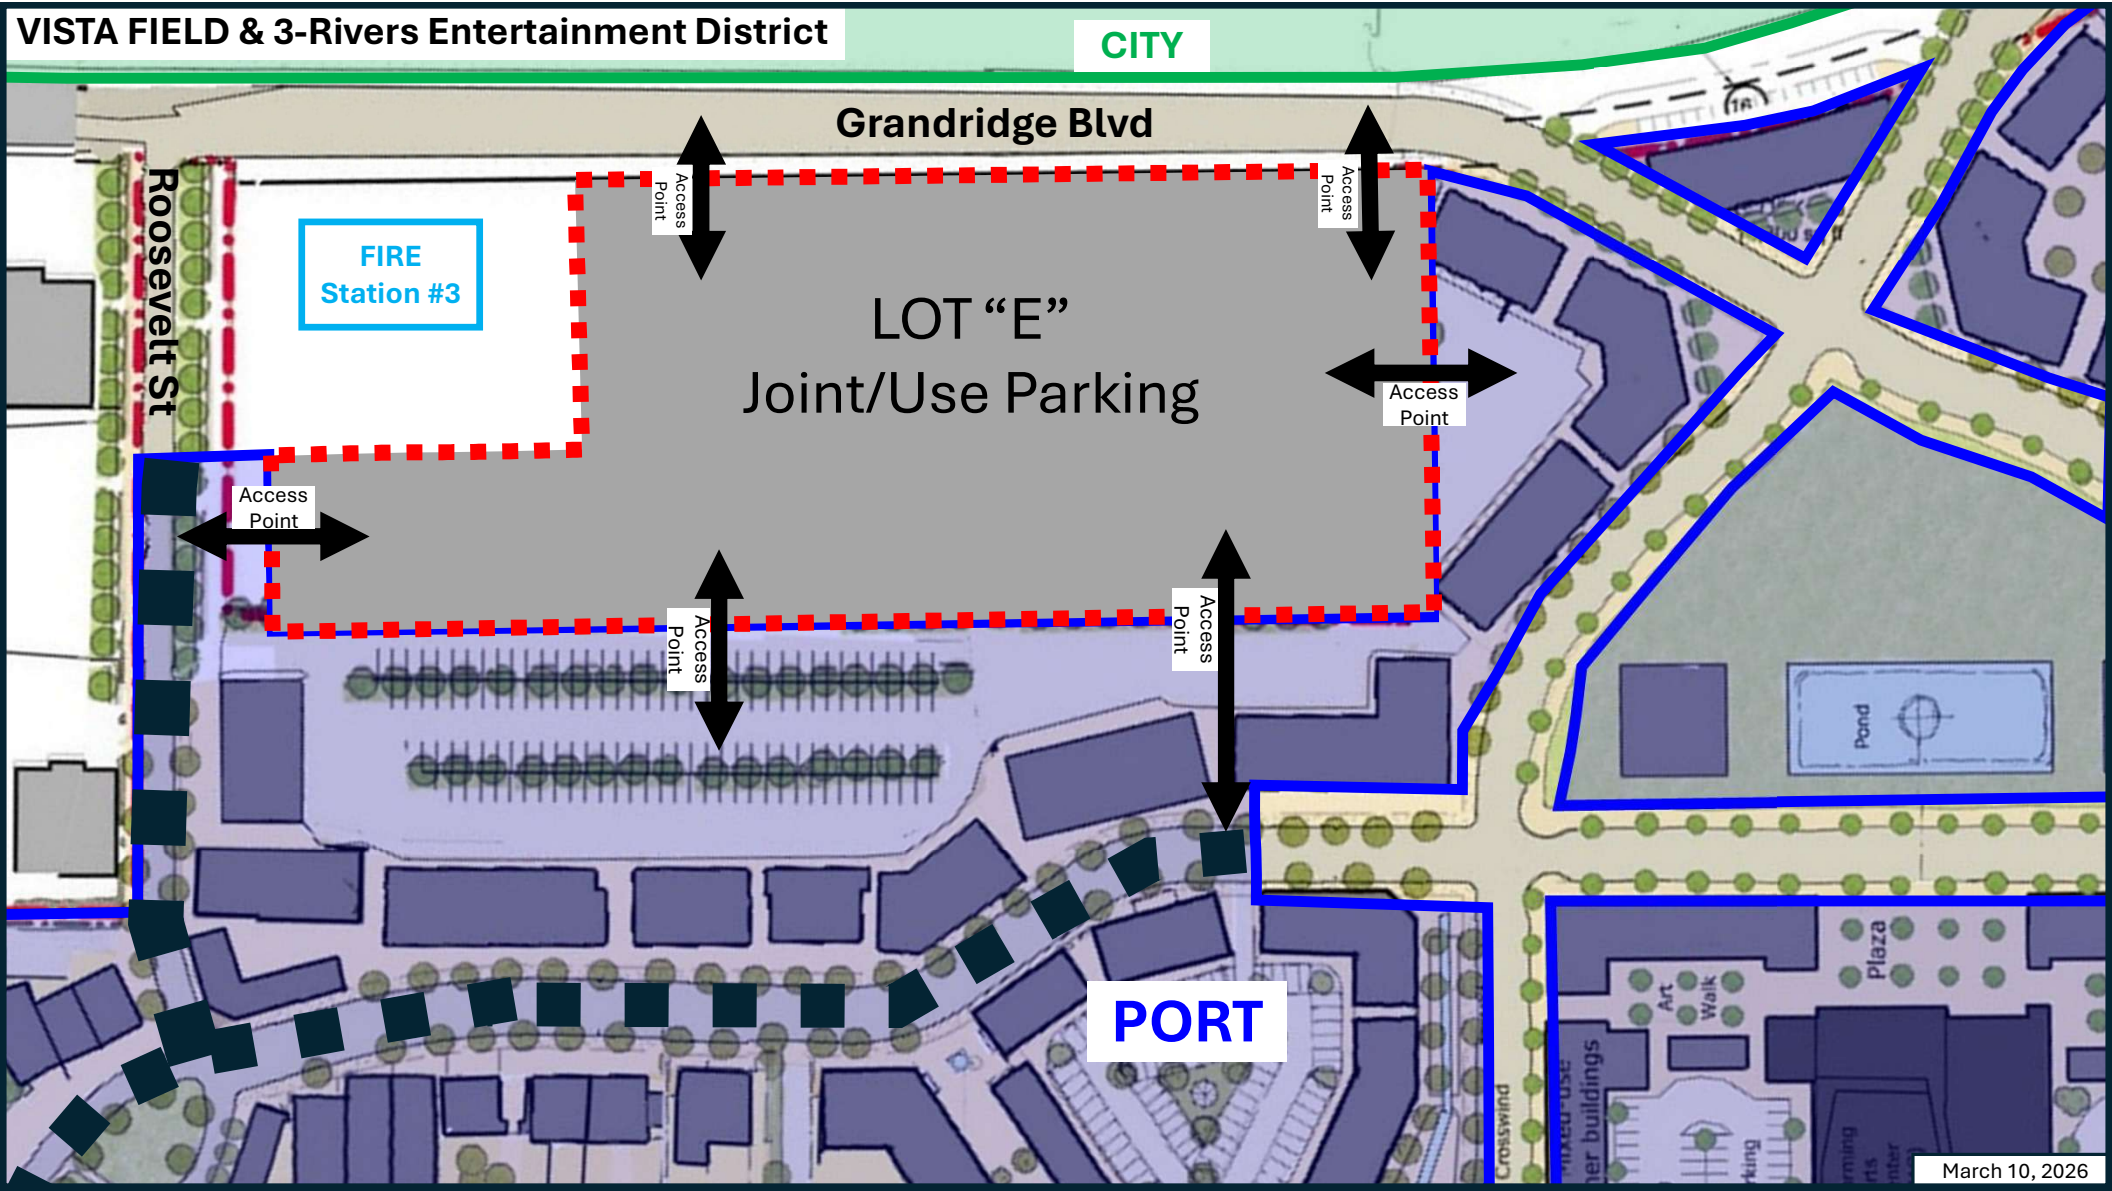 VISTA FIELD & 3-Rivers Entertainment District
CITY
Grandridge Blvd
16
Roosevelt St
FIRE
Station #3
Access
Point
Access
Point
LOT “E”
Joint/Use Parking
Access
Point
Access
Point
Access
Point
Access
Point
Pond
PORT
Plaza
Art
Walk
Crosswind
buildings
March 10, 2026